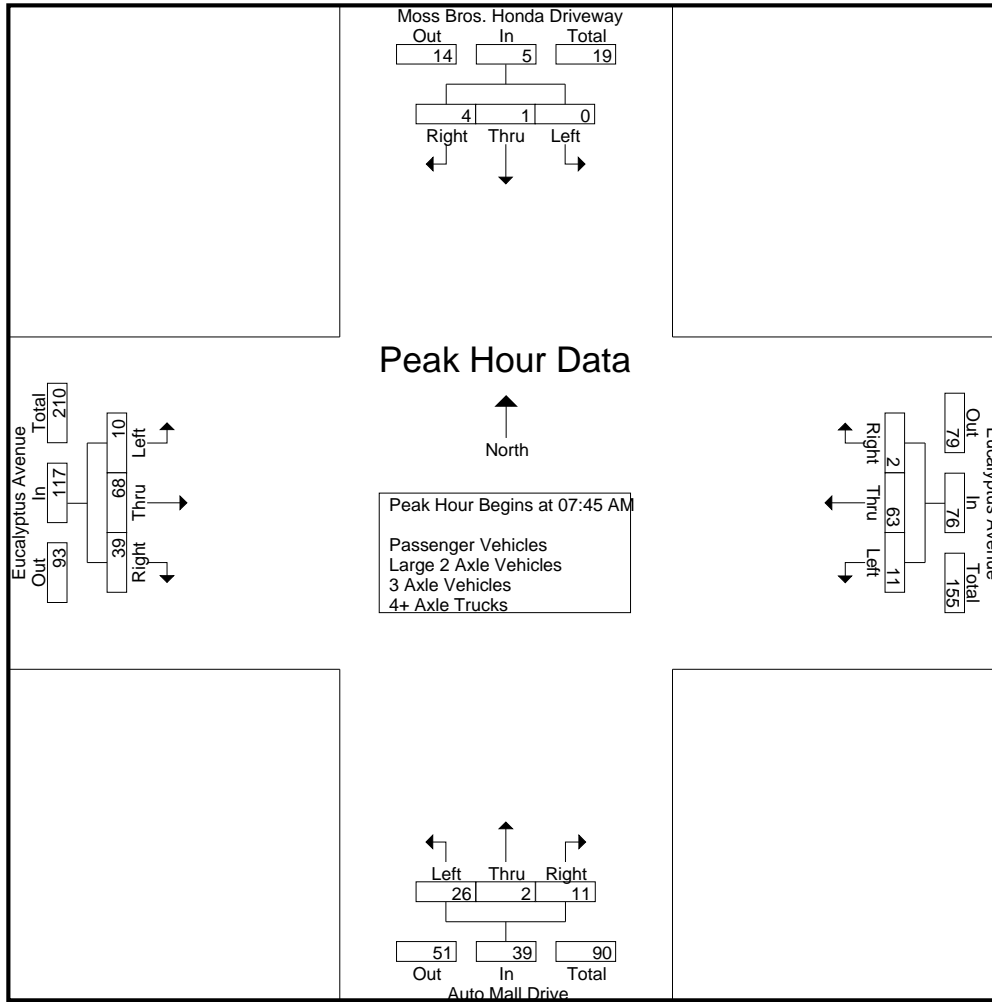 Moss Bros. Honda Driveway
Out In Total
14 5 19
4 1 0
Right Thru Left
Peak Hour Data
North
Peak Hour Begins at 07:45 AM
Passenger Vehicles
Large 2 Axle Vehicles
3 Axle Vehicles
4+ Axle Trucks
Eucalyptus Avenue
Out In Total
93 117 210
10 68 39
Left Thru Right
Eucalyptus Avenue
Out In Total
79 76 155
2 63 11
Right Thru Left
Left Thru Right
26 2 11
51 39 90
Out In Total
Auto Mall Drive